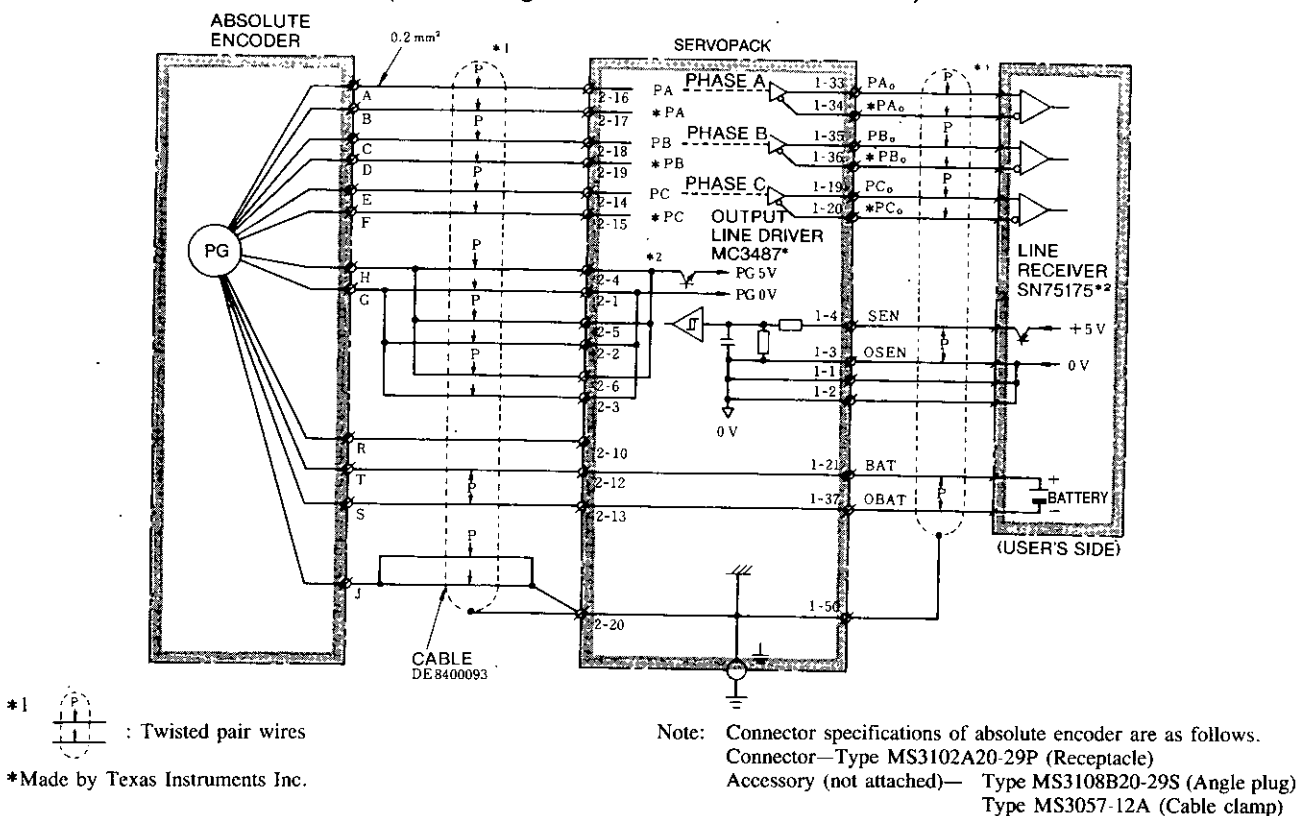 ABSOLUTE
ENCODER
0.2 mm²
*1
SERVOPACK
*1
PG
A
B
C
D
E
F
H
G
R
T
S
J
P
P
P
P
P
P
P
P
CABLE
DE8400093
2-16
2-17
2-18
2-19
2-14
2-15
2-4
2-1
2-5
2-2
2-6
2-3
2-10
2-12
2-13
2-20
PA
*PA
PB
*PB
PC
*PC
PHASE A
PHASE B
PHASE C
OUTPUT
LINE DRIVER
MC3487*
*2
PG 5V
PG 0V
0 V
1-33
1-34
1-35
1-36
1-19
1-20
1-4
1-3
1-1
1-2
1-21
1-37
1-50
PAo
*PAo
PBo
*PBo
PCo
*PCo
SEN
OSEN
BAT
OBAT
P
P
P
P
P
LINE
RECEIVER
SN75175*2
+5V
0 V
+
BATTERY
−
(USER'S SIDE)
*1 P : Twisted pair wires
*Made by Texas Instruments Inc.
Note: Connector specifications of absolute encoder are as follows.
Connector—Type MS3102A20-29P (Receptacle)
Accessory (not attached)— Type MS3108B20-29S (Angle plug)
Type MS3057-12A (Cable clamp)